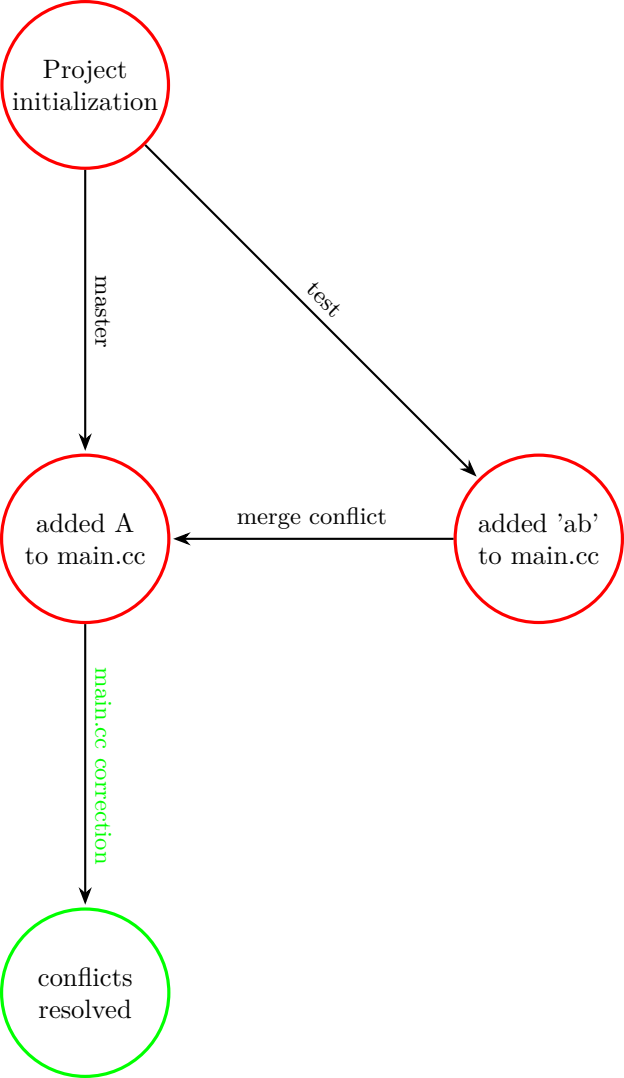 Project
initialization
master
test
added A
to main.cc
merge conflict
added 'ab'
to main.cc
main.cc correction
conflicts
resolved